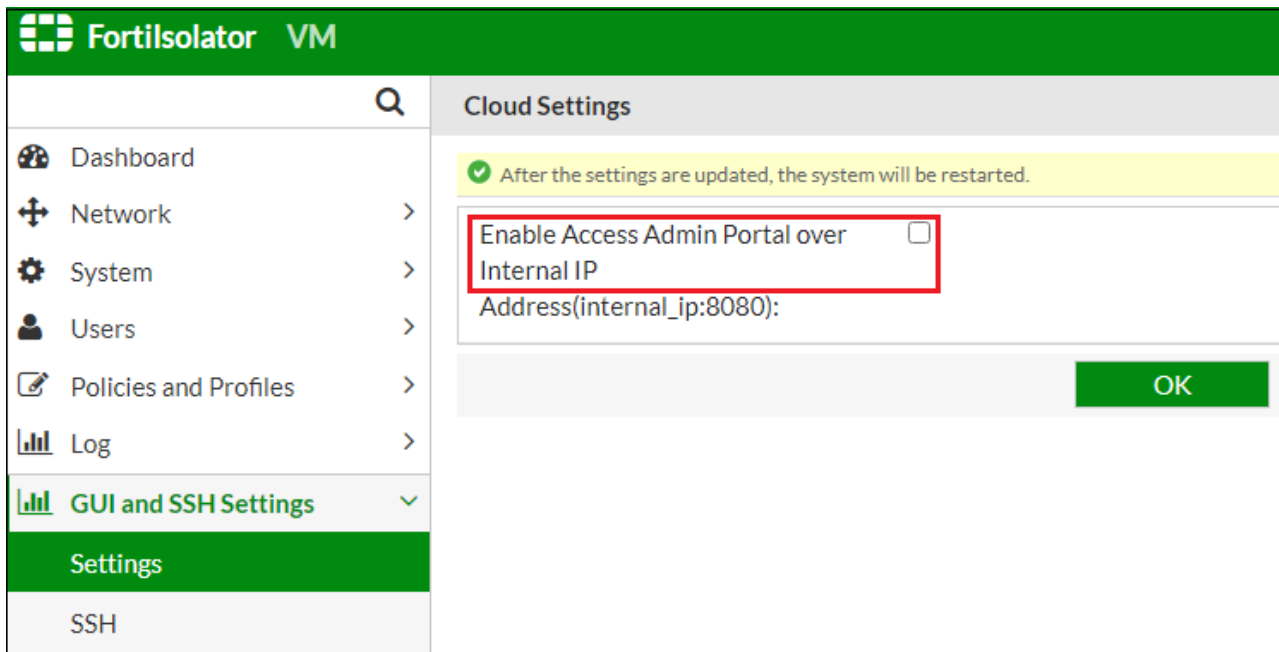 FortiIsolator VM
Cloud Settings
Dashboard
After the settings are updated, the system will be restarted.
Network
Enable Access Admin Portal over
Internal IP
Address(internal_ip:8080):
System
Users
Policies and Profiles
OK
Log
GUI and SSH Settings
Settings
SSH